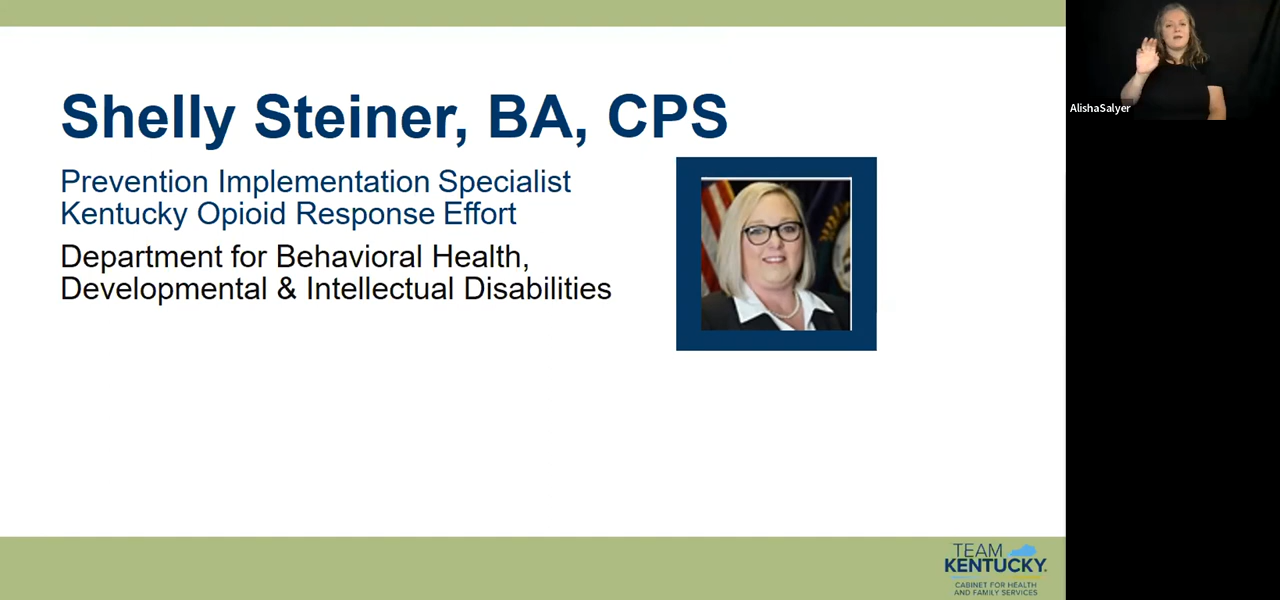 Shelly Steiner, BA, CPS
Prevention Implementation Specialist
Kentucky Opioid Response Effort
Department for Behavioral Health,
Developmental & Intellectual Disabilities
AlishaSalyer
TEAM
KENTUCKY.
CABINET FOR HEALTH
AND FAMILY SERVICES